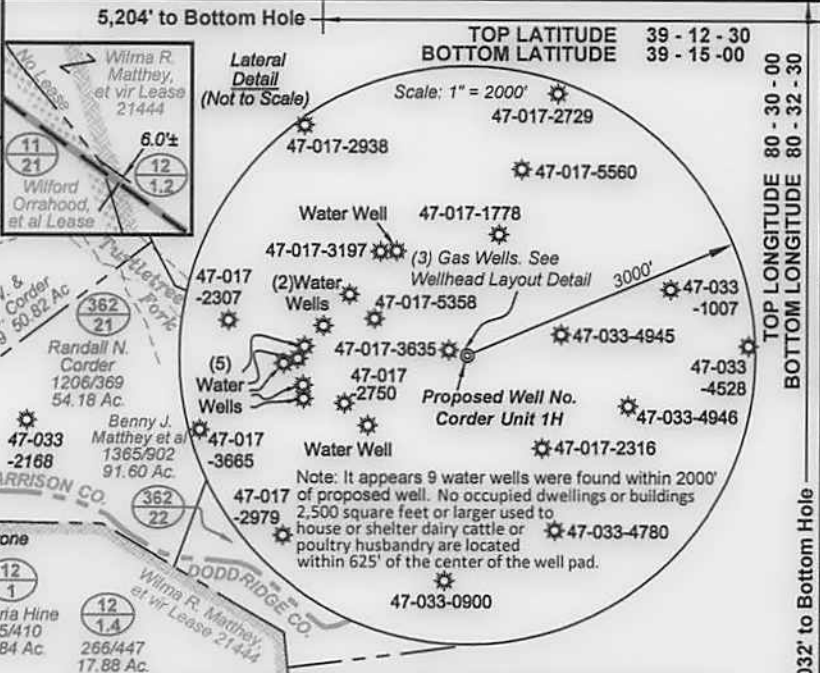 5,204' to Bottom Hole
TOP LATITUDE 39 - 12 - 30
BOTTOM LATITUDE 39 - 15 -00
TOP LONGITUDE 80 - 30 - 00
BOTTOM LONGITUDE 80 - 32 - 30
No Lease
Wilma R.
Matthey,
et vir Lease
21444
6.0'±
11
21
12
1.2
Wilford
Orrahood,
et al Lease
Lateral
Detail
(Not to Scale)
Scale: 1" = 2000'
47-017-2729
47-017-2938
47-017-5560
Water Well
47-017-1778
47-017-3197
(3) Gas Wells. See
Wellhead Layout Detail
3000'
47-033
-1007
47-017
-2307
(2)Water
Wells
47-017-5358
47-033-4945
47-017-3635
47-033
-4528
(5)
Water
Wells
47-017
-2750
Proposed Well No.
Corder Unit 1H
47-033-4946
Water Well
47-017-2316
47-017
-3665
Tuttletree
Fork
&
Corder
50.82 Ac
362
21
Randall N.
Corder
1206/369
54.18 Ac.
47-033
-2168
Benny J.
Matthey et al
1365/902
91.60 Ac.
ARRISON CO.
362
22
47-017
-2979
Note: It appears 9 water wells were found within 2000'
of proposed well. No occupied dwellings or buildings
2,500 square feet or larger used to
house or shelter dairy cattle or
poultry husbandry are located
within 625' of the center of the well pad.
47-033-4780
47-033-0900
DODDRIDGE CO.
Wilma R. Matthey,
et vir Lease 21444
one
12
1
ria Hine
5/410
84 Ac.
12
1.4
266/447
17.88 Ac.
032' to Bottom Hole